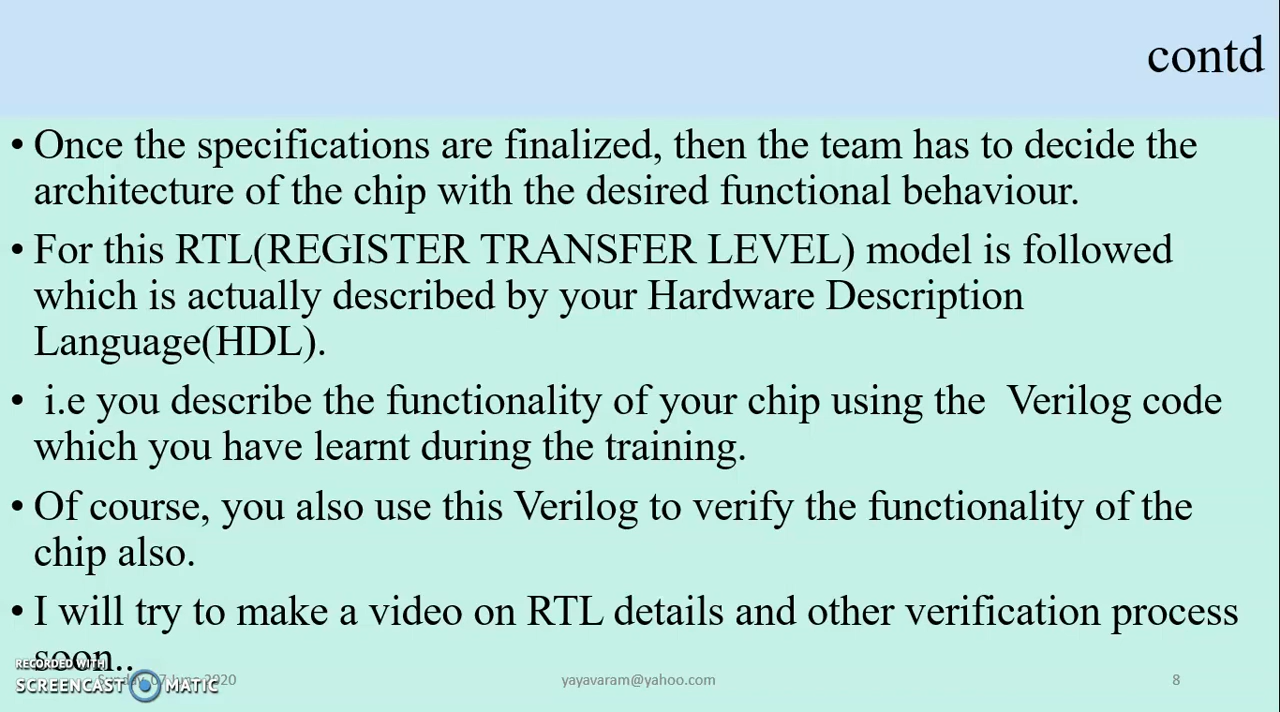 contd
• Once the specifications are finalized, then the team has to decide the
architecture of the chip with the desired functional behaviour.
• For this RTL(REGISTER TRANSFER LEVEL) model is followed
which is actually described by your Hardware Description
Language(HDL).
• i.e you describe the functionality of your chip using the  Verilog code
which you have learnt during the training.
• Of course, you also use this Verilog to verify the functionality of the
chip also.
• I will try to make a video on RTL details and other verification process
soon..
RECORDED WITH
SCREENCAST MATIC
Sunday, 07 June 2020
yayavaram@yahoo.com
8